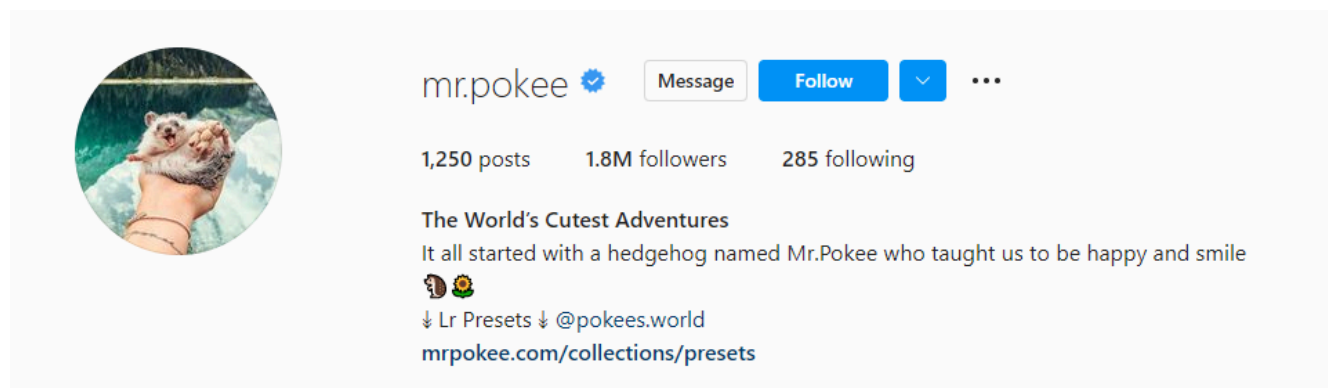 mr.pokee Message Follow
1,250 posts 1.8M followers 285 following
The World’s Cutest Adventures
It all started with a hedgehog named Mr.Pokee who taught us to be happy and smile
🦔🌻
↡ Lr Presets ↡ @pokees.world
mrpokee.com/collections/presets